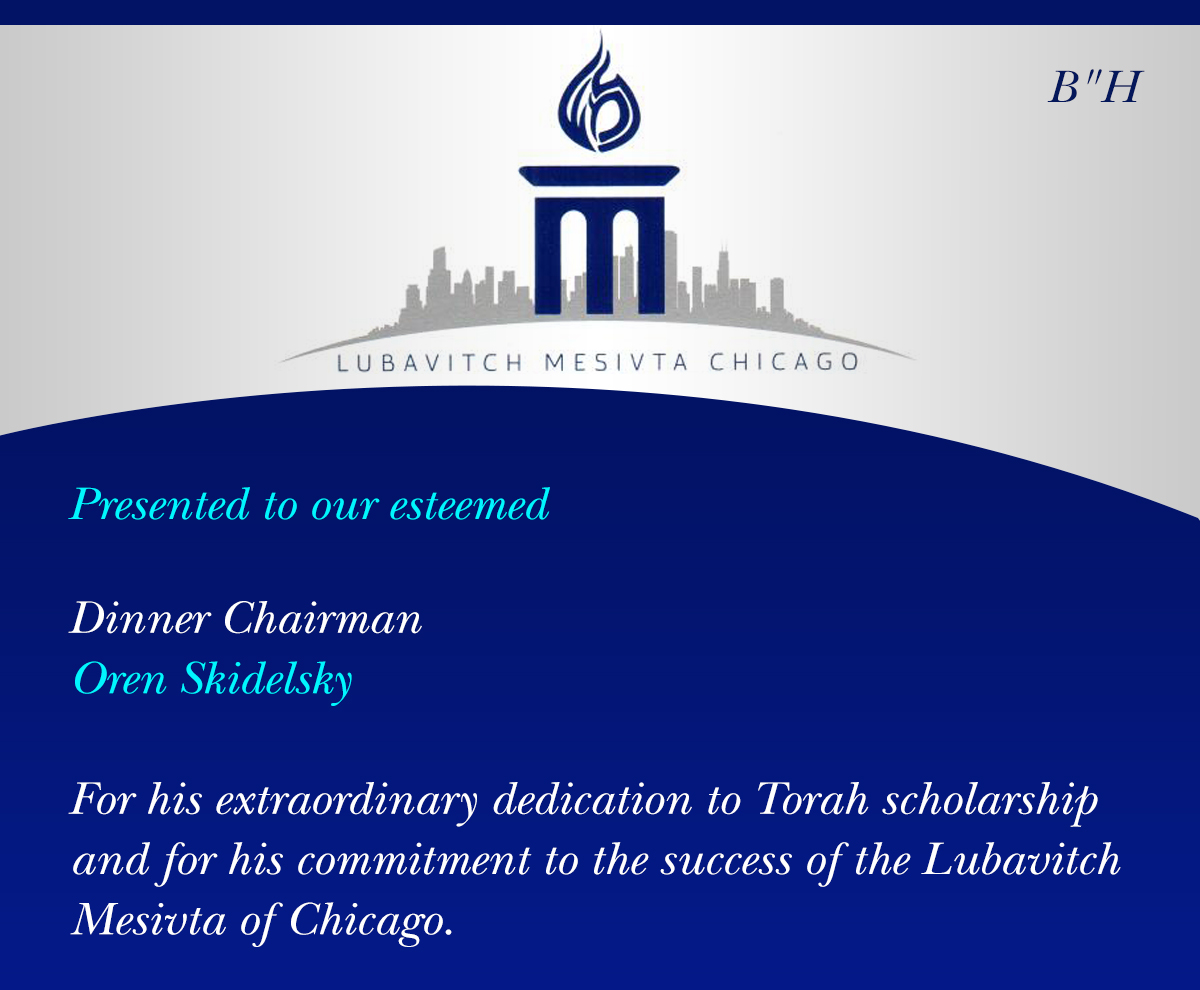 B"H
LUBAVITCH MESIVTA CHICAGO
Presented to our esteemed
Dinner Chairman
Oren Skidelsky
For his extraordinary dedication to Torah scholarship
and for his commitment to the success of the Lubavitch
Mesivta of Chicago.